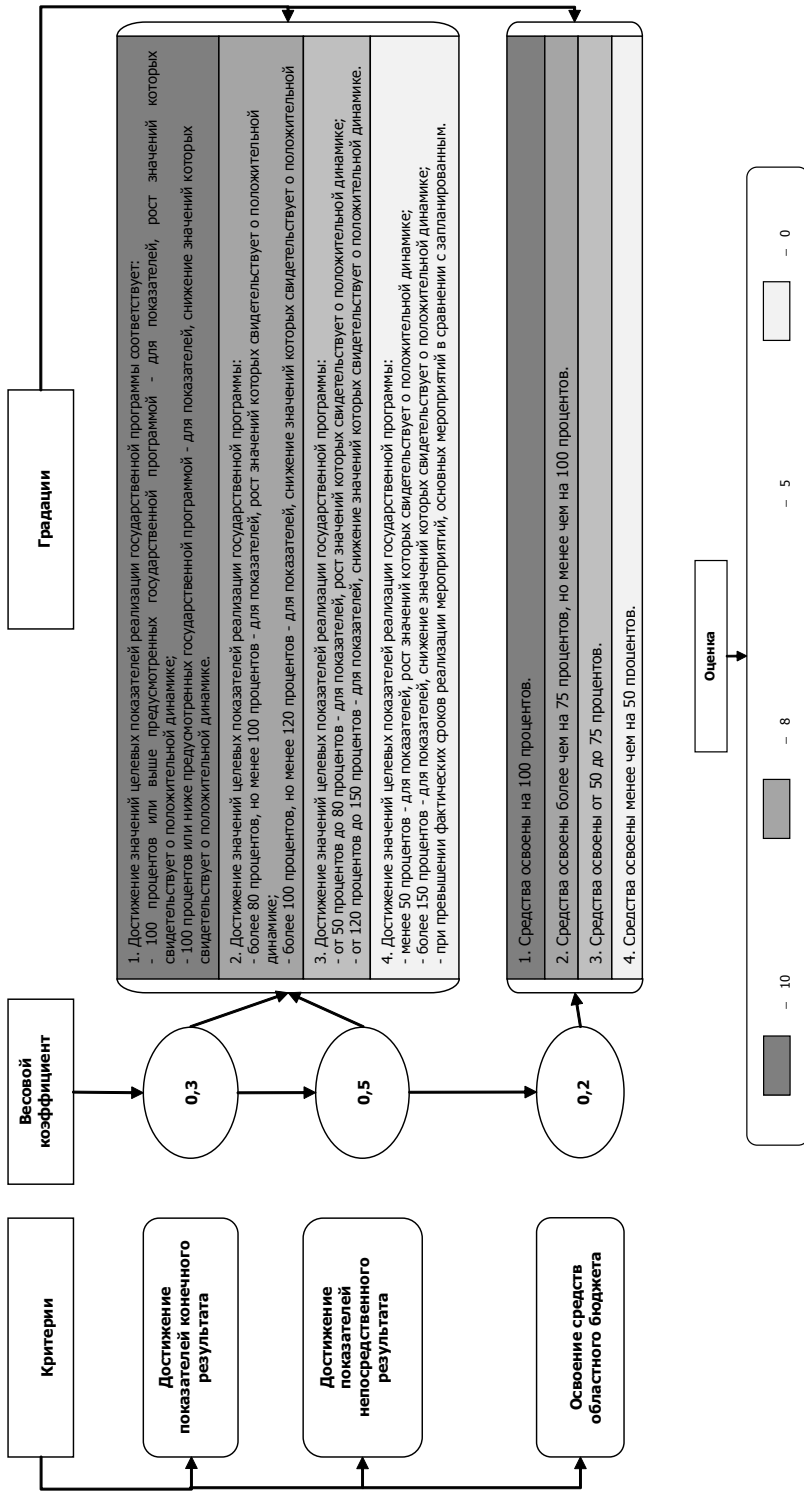 Критерии
Весовой
коэффициент
Градации
Достижение
показателей конечного
результата
0,3
Достижение
показателей
непосредственного
результата
0,5
1. Достижение значений целевых показателей реализации государственной программы соответствует:
- 100 процентов или выше предусмотренных государственной программой - для показателей, рост значений которых
свидетельствует о положительной динамике;
- 100 процентов или ниже предусмотренных государственной программой - для показателей, снижение значений которых
свидетельствует о положительной динамике.
2. Достижение значений целевых показателей реализации государственной программы:
- более 80 процентов, но менее 100 процентов - для показателей, рост значений которых свидетельствует о положительной
динамике;
- более 100 процентов, но менее 120 процентов - для показателей, снижение значений которых свидетельствует о положительной
динамике.
3. Достижение значений целевых показателей реализации государственной программы:
- от 50 процентов до 80 процентов - для показателей, рост значений которых свидетельствует о положительной динамике;
- от 120 процентов до 150 процентов - для показателей, снижение значений которых свидетельствует о положительной динамике.
4. Достижение значений целевых показателей реализации государственной программы:
- менее 50 процентов - для показателей, рост значений которых свидетельствует о положительной динамике;
- более 150 процентов - для показателей, снижение значений которых свидетельствует о положительной динамике;
- при превышении фактических сроков реализации мероприятий, основных мероприятий в сравнении с запланированным.
Освоение средств
областного бюджета
0,2
1. Средства освоены на 100 процентов.
2. Средства освоены более чем на 75 процентов, но менее чем на 100 процентов.
3. Средства освоены от 50 до 75 процентов.
4. Средства освоены менее чем на 50 процентов.
Оценка
– 10
– 8
– 5
– 0